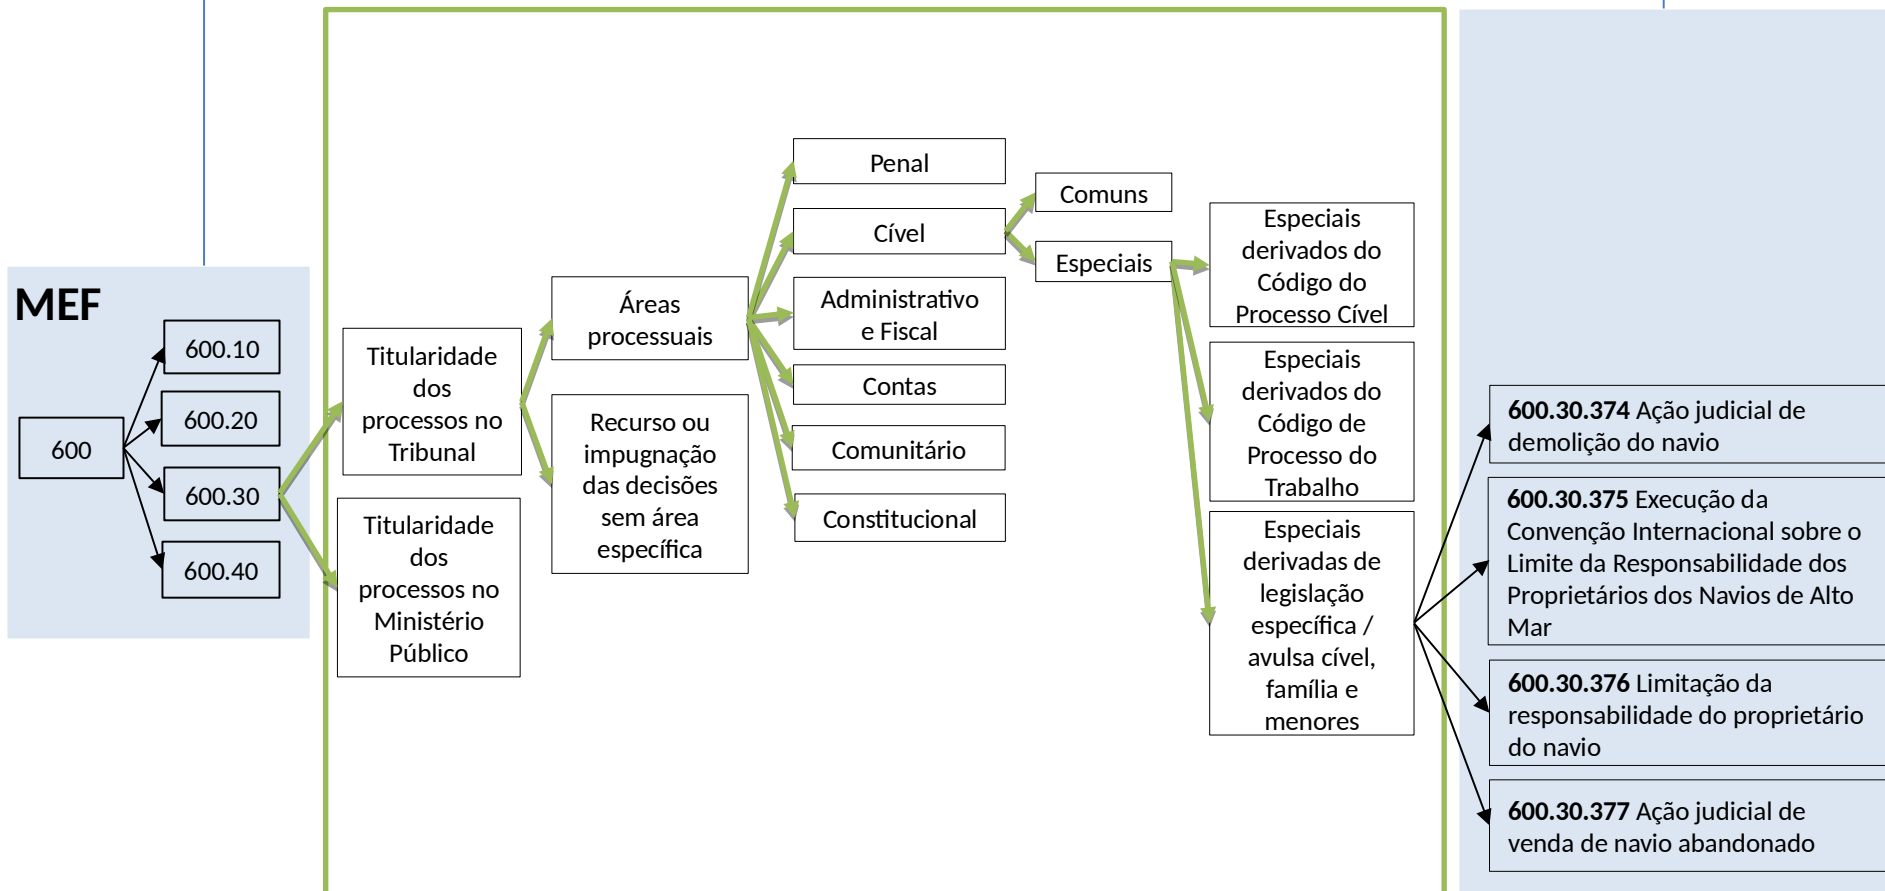 MEF
600
600.10
600.20
600.30
600.40
Titularidade
dos
processos no
Tribunal
Titularidade
dos
processos no
Ministério
Público
Áreas
processuais
Recurso ou
impugnação
das decisões
sem área
específica
Penal
Cível
Administrativo
e Fiscal
Contas
Comunitário
Constitucional
Comuns
Especiais
Especiais
derivados do
Código do
Processo Cível
Especiais
derivados do
Código de
Processo do
Trabalho
Especiais
derivadas de
legislação
específica /
avulsa cível,
família e
menores
600.30.374 Ação judicial de
demolição do navio
600.30.375 Execução da
Convenção Internacional sobre o
Limite da Responsabilidade dos
Proprietários dos Navios de Alto
Mar
600.30.376 Limitação da
responsabilidade do proprietário
do navio
600.30.377 Ação judicial de
venda de navio abandonado